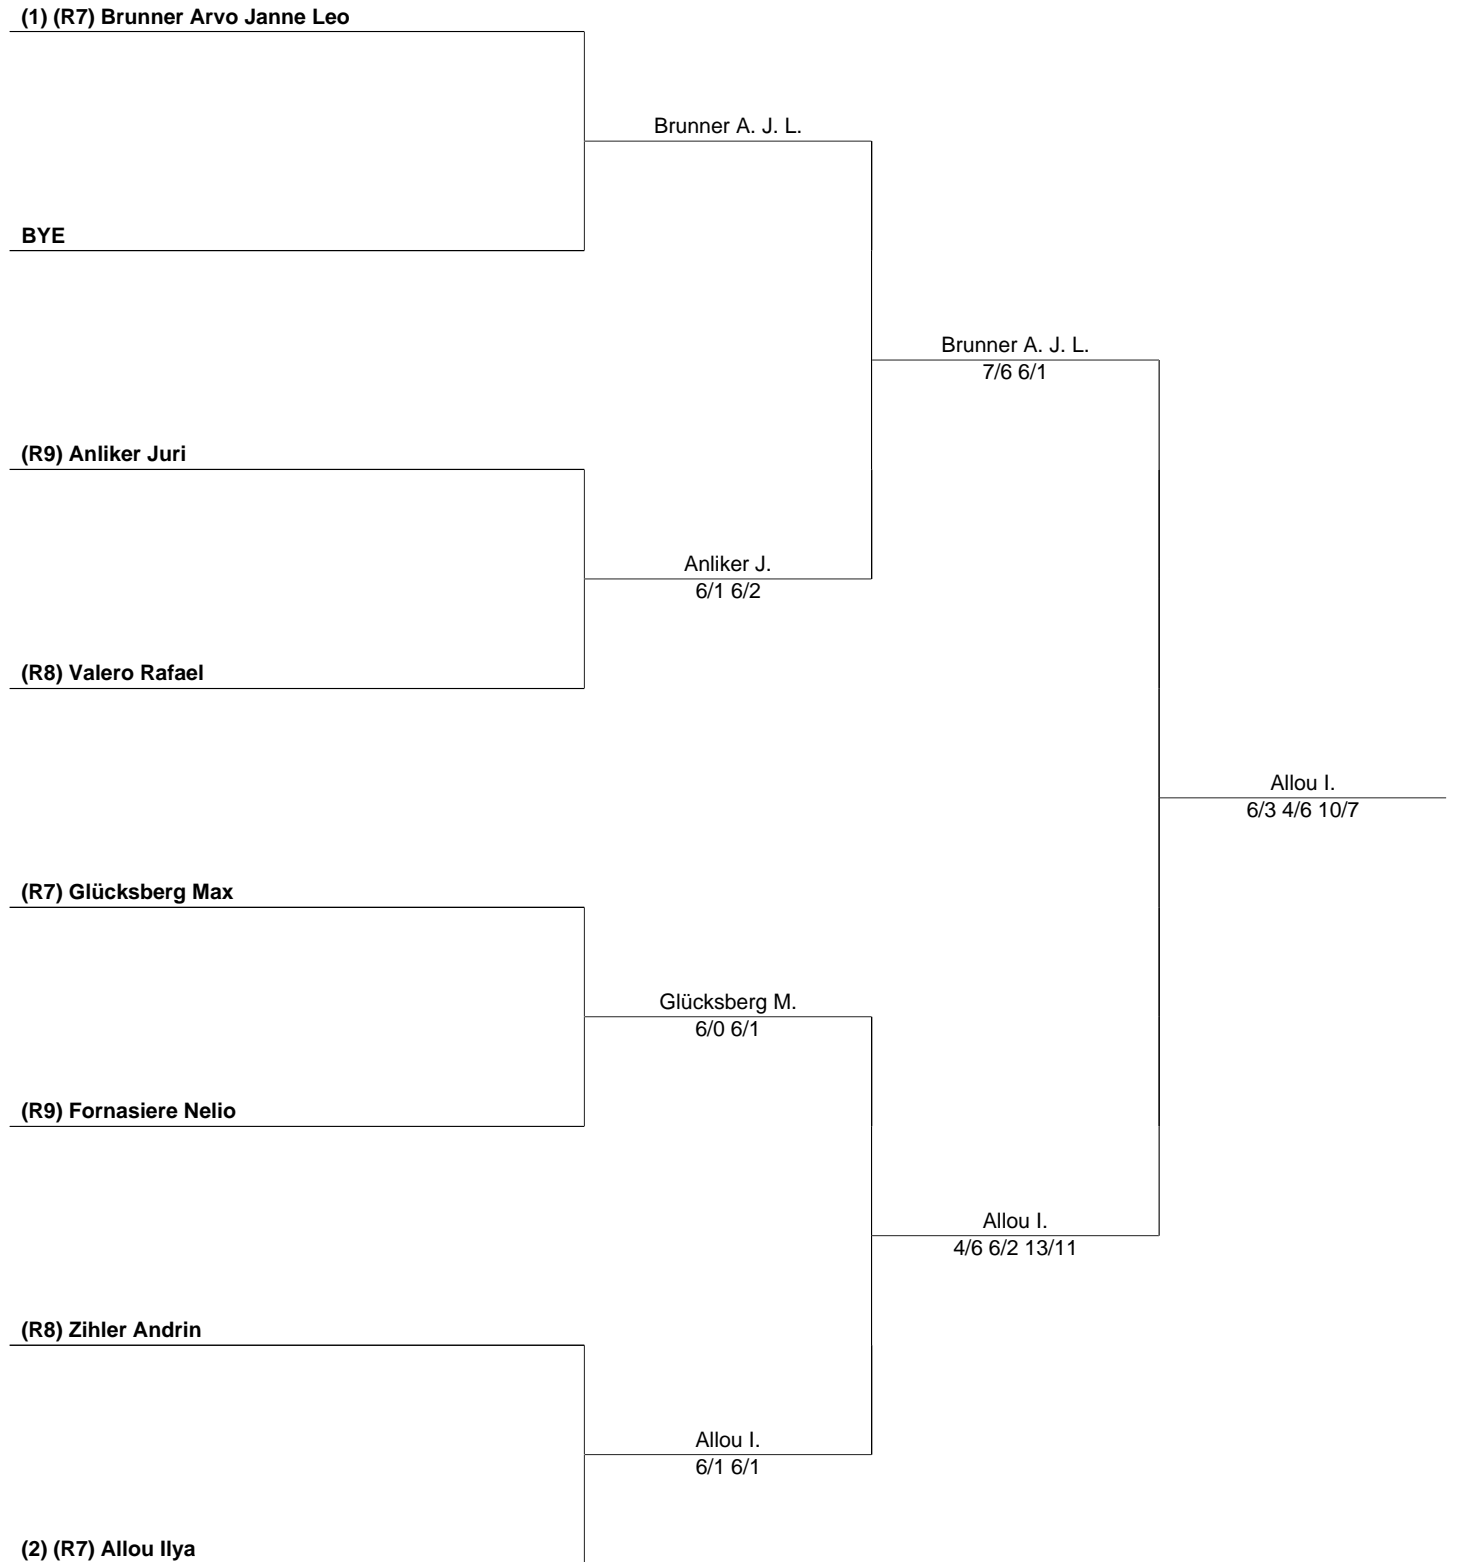 (1) (R7) Brunner Arvo Janne Leo
Brunner A. J. L.
BYE
Brunner A. J. L.
7/6 6/1
(R9) Anliker Juri
Anliker J.
6/1 6/2
(R8) Valero Rafael
Allou I.
6/3 4/6 10/7
(R7) Glücksberg Max
Glücksberg M.
6/0 6/1
(R9) Fornasiere Nelio
Allou I.
4/6 6/2 13/11
(R8) Zihler Andrin
Allou I.
6/1 6/1
(2) (R7) Allou Ilya